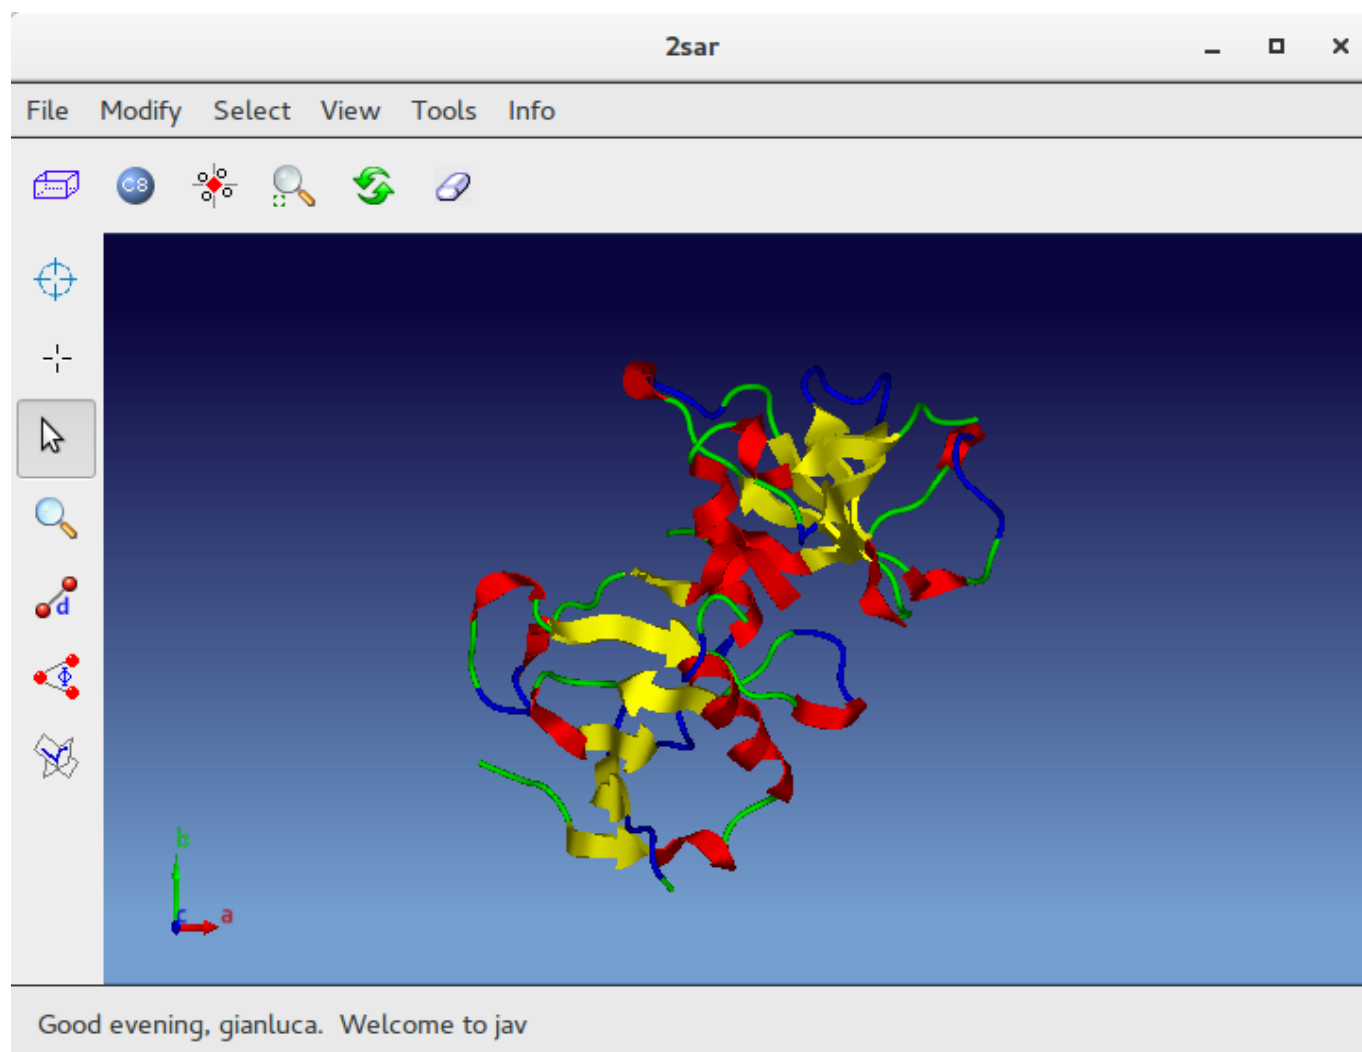 2sar
File Modify Select View Tools Info
C8
d
Φ
b
c a
Good evening, gianluca. Welcome to jav